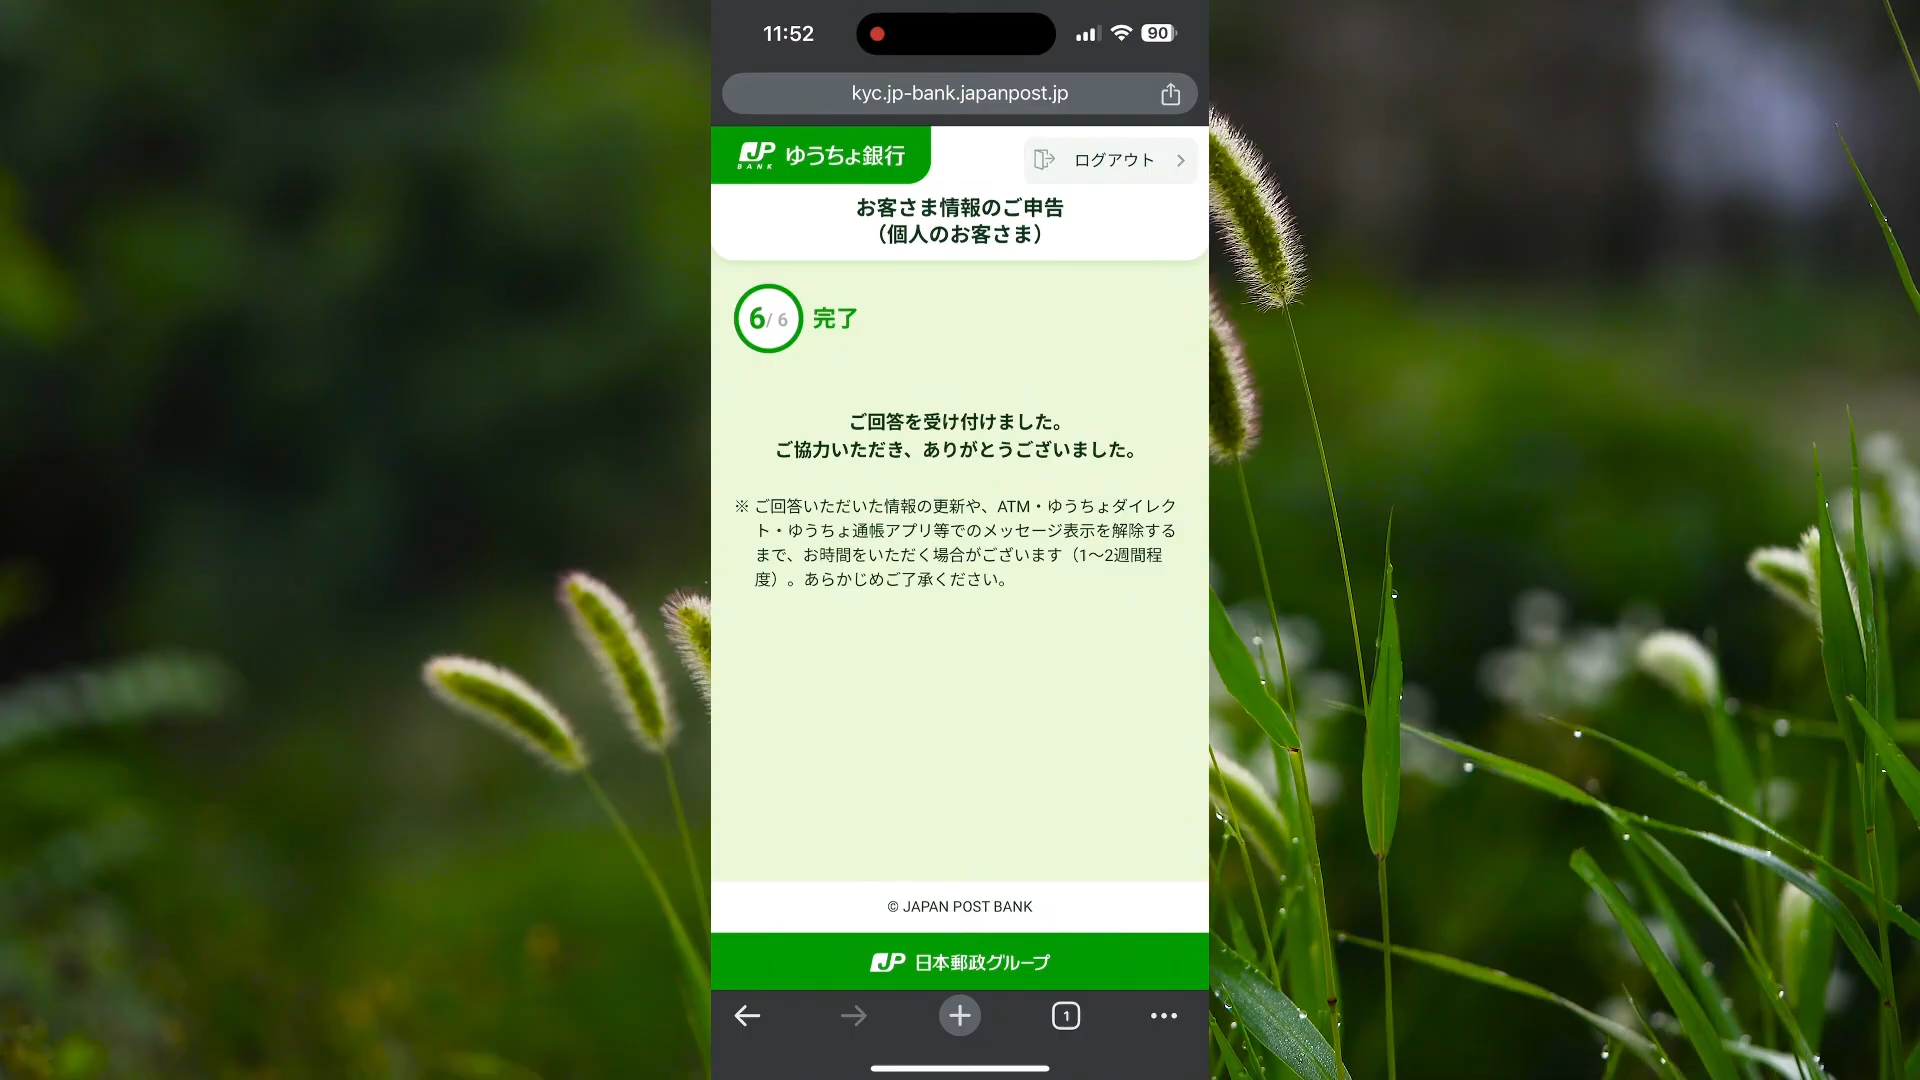 11:52
90
kyc.jp-bank.japanpost.jp
JP BANK ゆうちょ銀行
ログアウト
お客さま情報のご申告
（個人のお客さま）
6/ 6 完了
ご回答を受け付けました。
ご協力いただき、ありがとうございました。
※ ご回答いただいた情報の更新や、ATM・ゆうちょダイレク
ト・ゆうちょ通帳アプリ等でのメッセージ表示を解除する
まで、お時間をいただく場合がございます（1～2週間程
度）。あらかじめご了承ください。
© JAPAN POST BANK
JP 日本郵政グループ
1